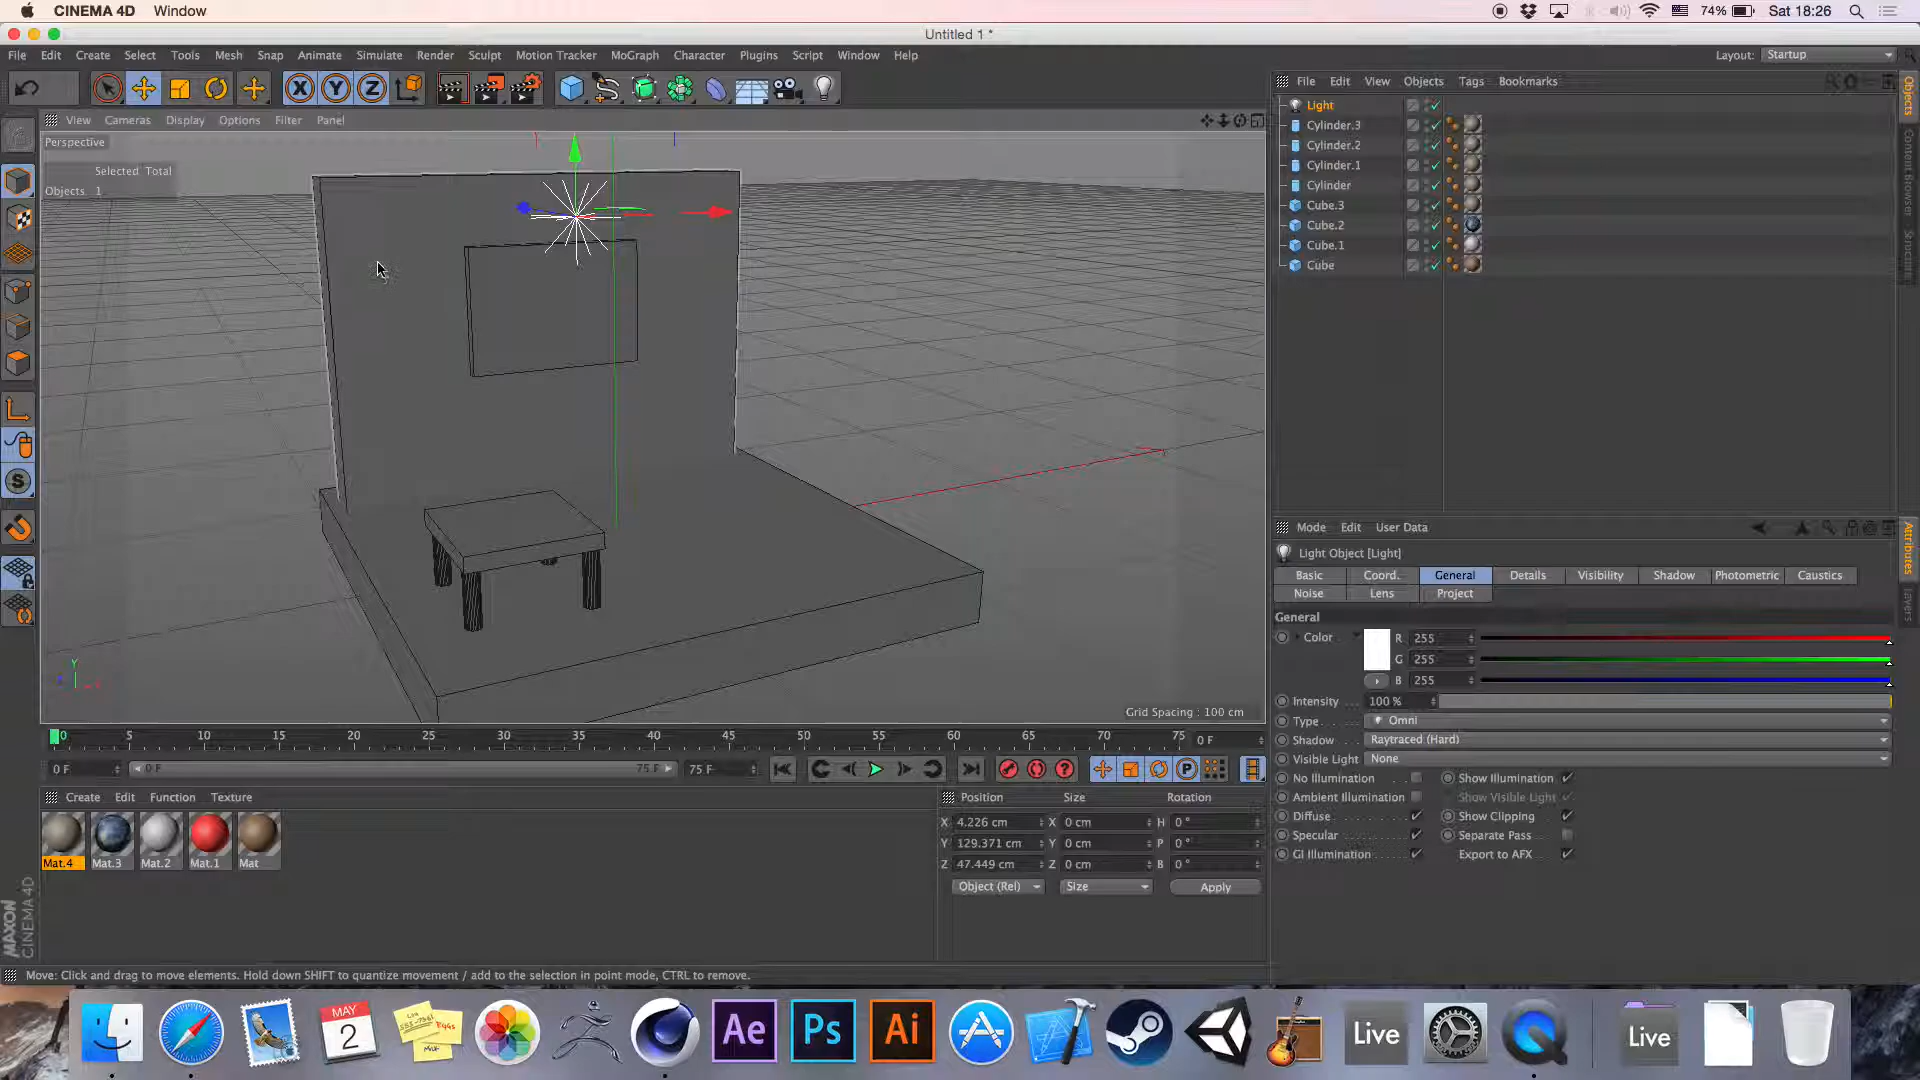 CINEMA 4D Window
74% Sat 18:26
Untitled 1 *
File Edit Create Select Tools Mesh Snap Animate Simulate Render Sculpt Motion Tracker MoGraph Character Plugins Script Window Help
Layout: Startup
X Y Z
View Cameras Display Options Filter Panel
Perspective
Selected Total
Objects 1
Grid Spacing : 100 cm
Y
File Edit View Objects Tags Bookmarks
Light
Cylinder.3
Cylinder.2
Cylinder.1
Cylinder
Cube.3
Cube.2
Cube.1
Cube
Objects
Content Browser
Structure
Mode Edit User Data
Light Object [Light]
Basic Coord. General Details Visibility Shadow Photometric Caustics
Noise Lens Project
General
Color R 255
G 255
B 255
Intensity 100 %
Type Omni
Shadow Raytraced (Hard)
Visible Light None
No Illumination Show Illumination
Ambient Illumination Show Visible Light
Diffuse Show Clipping
Specular Separate Pass
GI Illumination Export to AFX
Attributes
Layers
0 5 10 15 20 25 30 35 40 45 50 55 60 65 70 75 0 F
0 F 0 F 75 F 75 F
Create Edit Function Texture
Mat.4 Mat.3 Mat.2 Mat.1 Mat
Position Size Rotation
X 4.226 cm X 0 cm H 0 °
Y 129.371 cm Y 0 cm P 0 °
Z 47.449 cm Z 0 cm B 0 °
Object (Rel) Size Apply
MAXON
CINEMA 4D
Move: Click and drag to move elements. Hold down SHIFT to quantize movement / add to the selection in point mode, CTRL to remove.
MAY
2
Ae
Ps
Ai
Live
Live